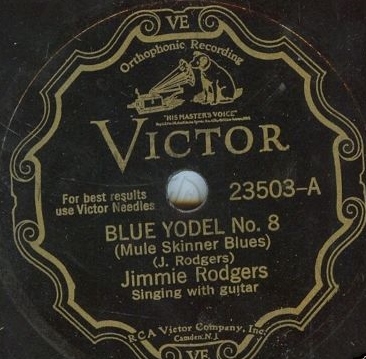 VE
Orthophonic Recording
"HIS MASTER'S VOICE"
VICTOR
For best results
use Victor Needles
23503-A
BLUE YODEL No. 8
(Mule Skinner Blues)
(J. Rodgers)
Jimmie Rodgers
Singing with guitar
RCA Victor Company, Inc.
Camden, N.J.
VE